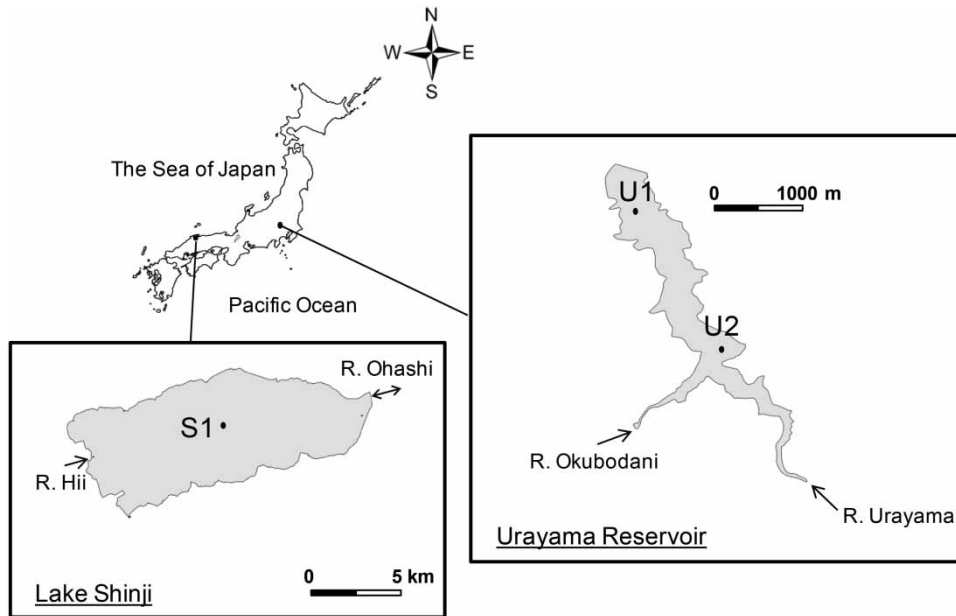 N
W E
S
The Sea of Japan
Pacific Ocean
U1
0 1000 m
U2
R. Okubodani
R. Urayama
Urayama Reservoir
R. Ohashi
S1
R. Hii
0 5 km
Lake Shinji